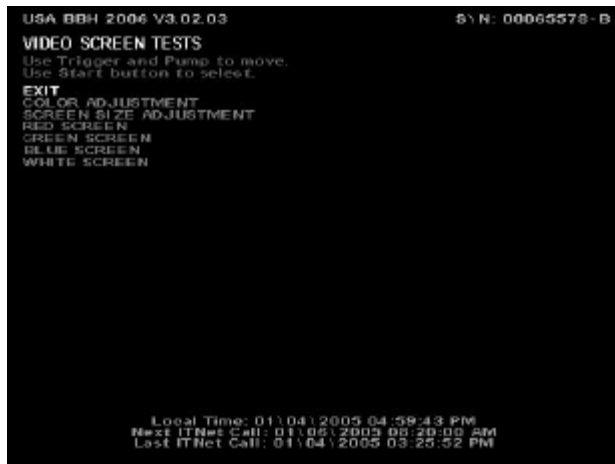 USA BBH 2006 V3.02.03
S\N: 00065578-B
VIDEO SCREEN TESTS
Use Trigger and Pump to move.
Use Start button to select.
EXIT
COLOR ADJUSTMENT
SCREEN SIZE ADJUSTMENT
RED SCREEN
GREEN SCREEN
BLUE SCREEN
WHITE SCREEN
Local Time: 01\04\2005 04:59:43 PM
Next ITNet Call: 01\06\2005 08:20:00 AM
Last ITNet Call: 01\04\2005 03:25:52 PM